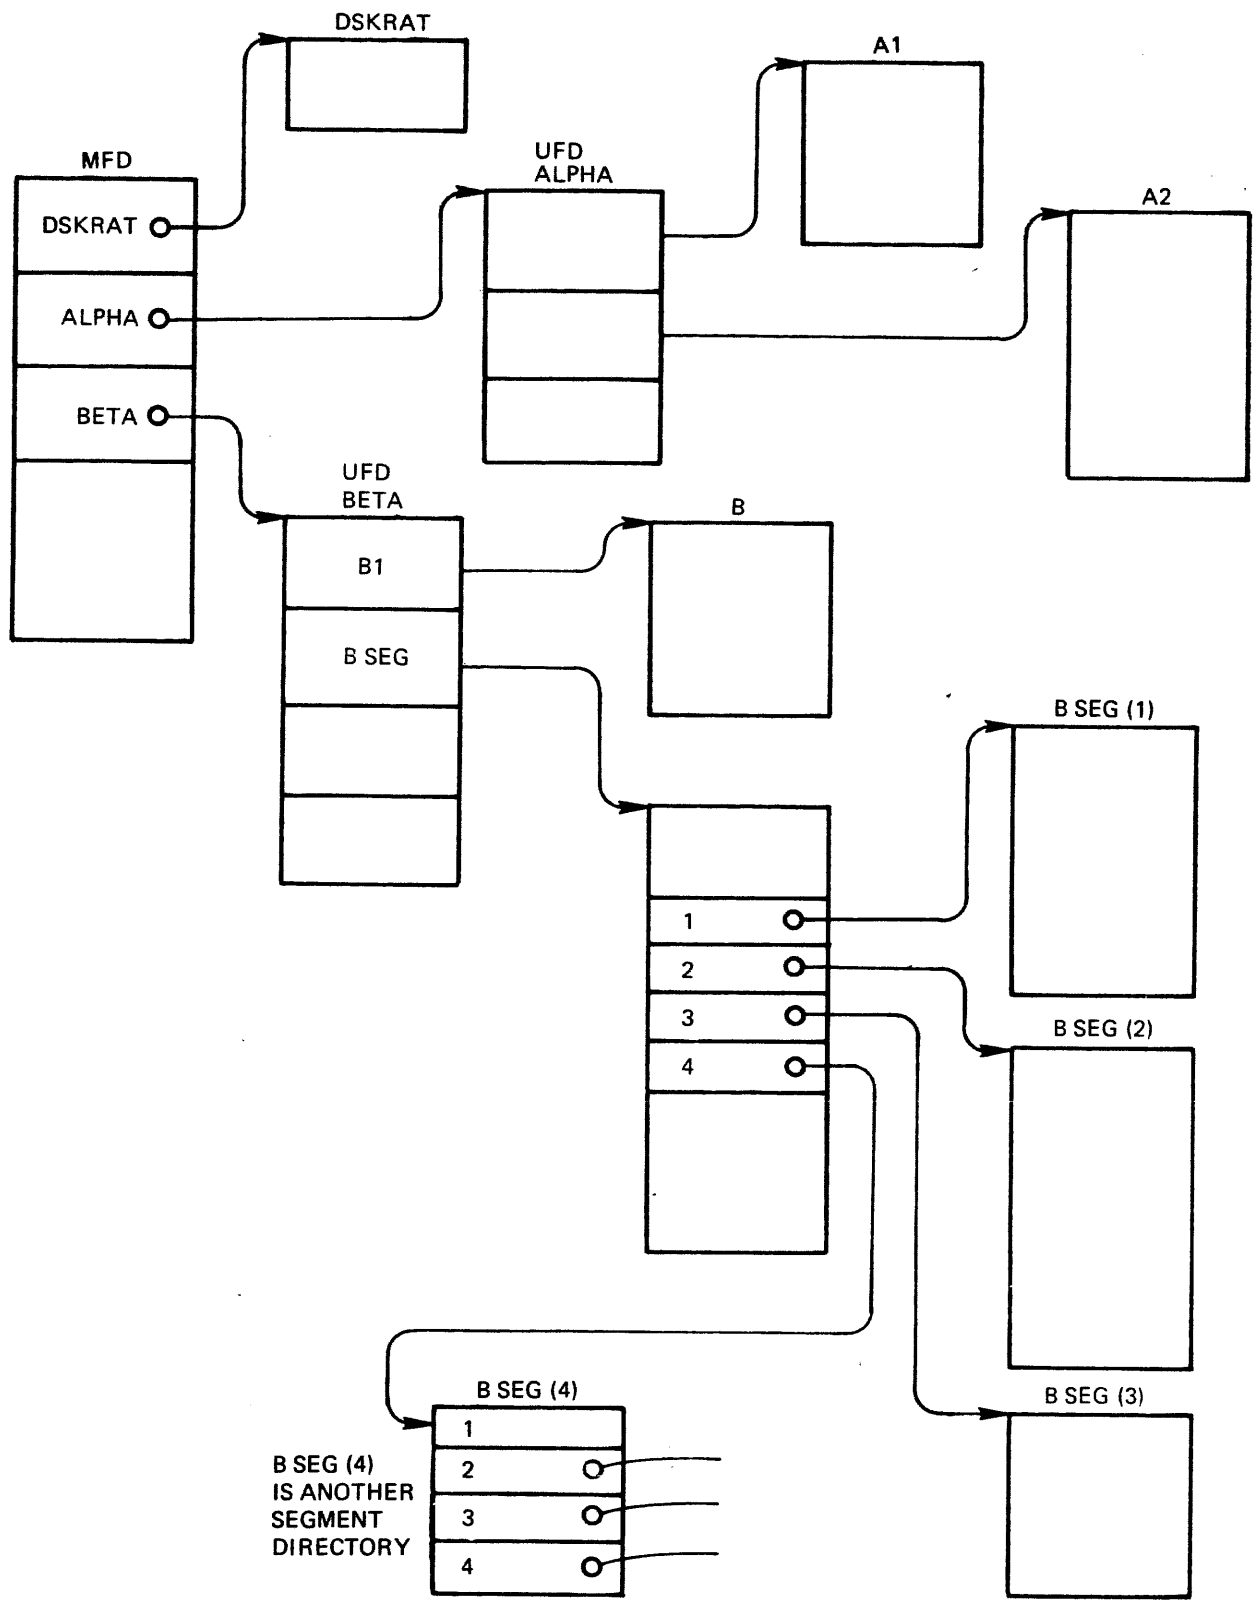 DSKRAT
A1
MFD
UFD
ALPHA
A2
DSKRAT
ALPHA
BETA
UFD
BETA
B
B1
B SEG
B SEG (1)
1
2
3
4
B SEG (2)
B SEG (3)
B SEG (4)
1
2
3
4
B SEG (4)
IS ANOTHER
SEGMENT
DIRECTORY